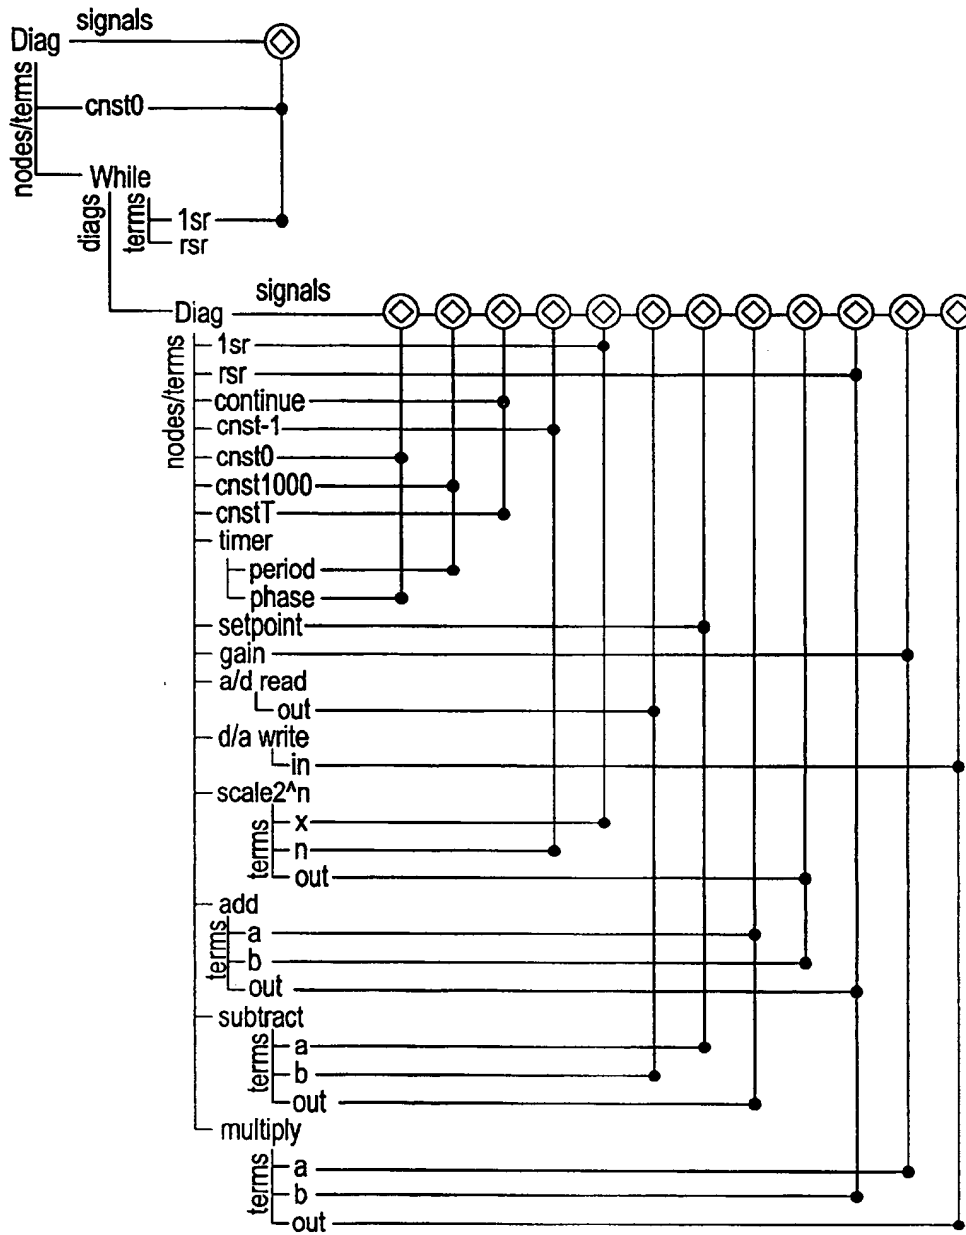 signals
Diag
nodes/terms
cnst0
While
diags
terms
1sr
rsr
signals
Diag
nodes/terms
1sr
rsr
continue
cnst-1
cnst0
cnst1000
cnstT
timer
period
phase
setpoint
gain
a/d read
out
d/a write
in
scale2^n
terms
x
n
out
add
terms
a
b
out
subtract
terms
a
b
out
multiply
terms
a
b
out